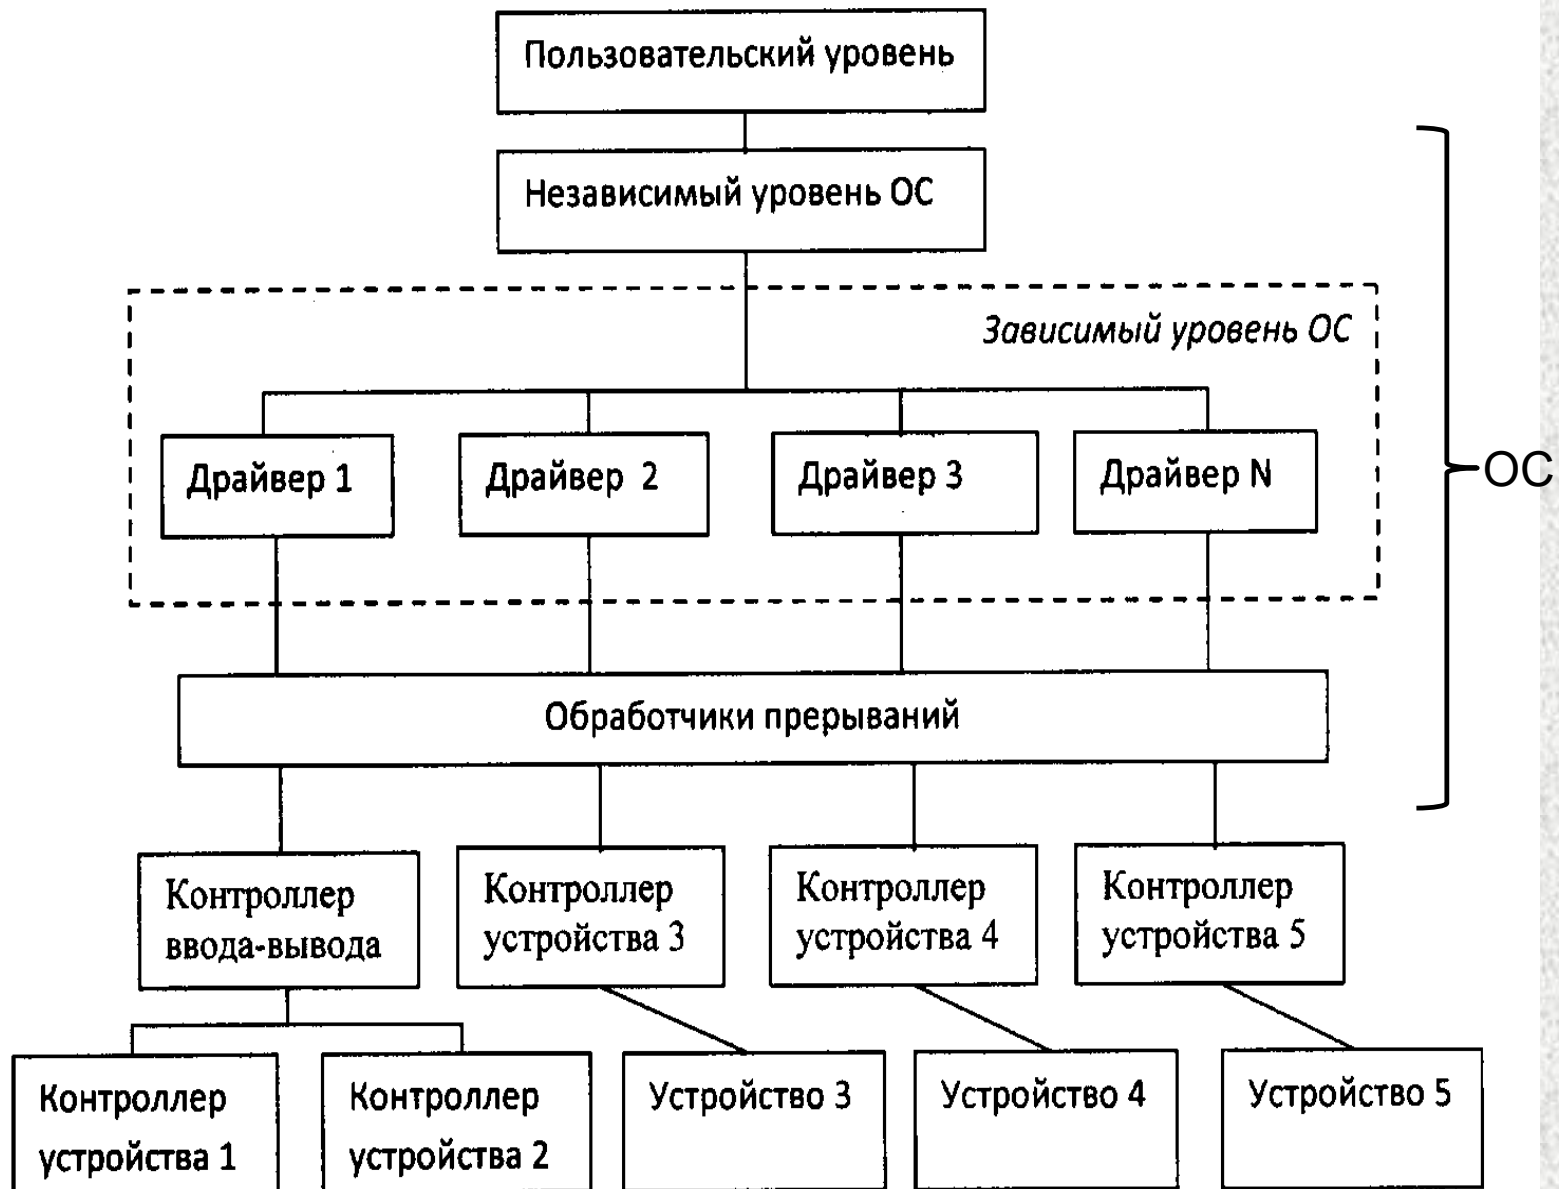 Пользовательский уровень
Независимый уровень ОС
Зависимый уровень ОС
Драйвер 1
Драйвер 2
Драйвер 3
Драйвер N
ОС
Обработчики прерываний
Контроллер
ввода-вывода
Контроллер
устройства 3
Контроллер
устройства 4
Контроллер
устройства 5
Контроллер
устройства 1
Контроллер
устройства 2
Устройство 3
Устройство 4
Устройство 5